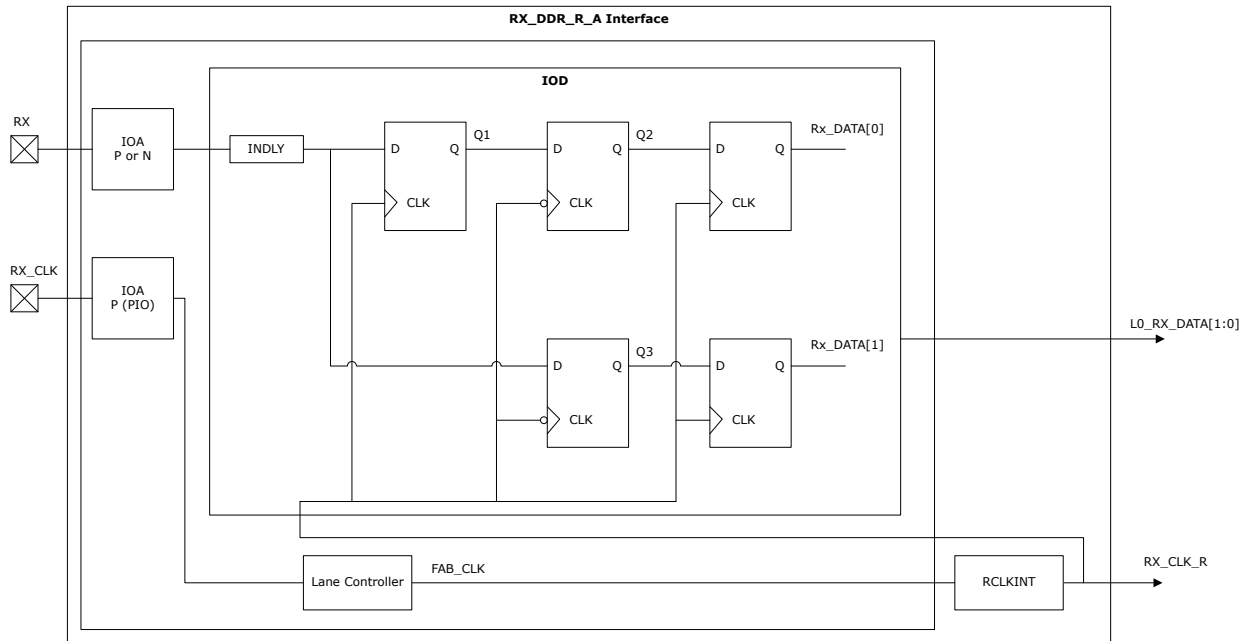 RX_DDR_R_A Interface
IOD
RX
IOA
P or N
INDLY
D
Q
CLK
Q1
D
Q
CLK
Q2
D
Q
CLK
Rx_DATA[0]
RX_CLK
IOA
P (PIO)
L0_RX_DATA[1:0]
D
Q
CLK
Q3
D
Q
CLK
Rx_DATA[1]
Lane Controller
FAB_CLK
RCLKINT
RX_CLK_R